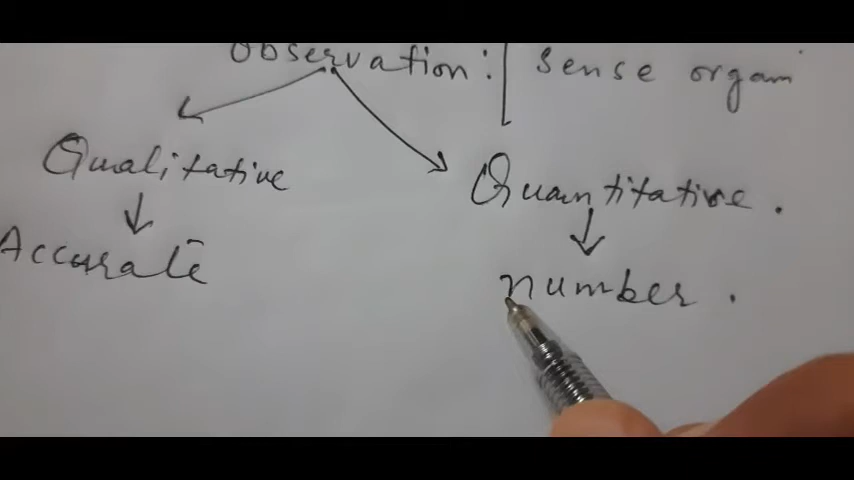 Observation : | Sense organ
Qualitative
Quantitative .
Accurate
number .